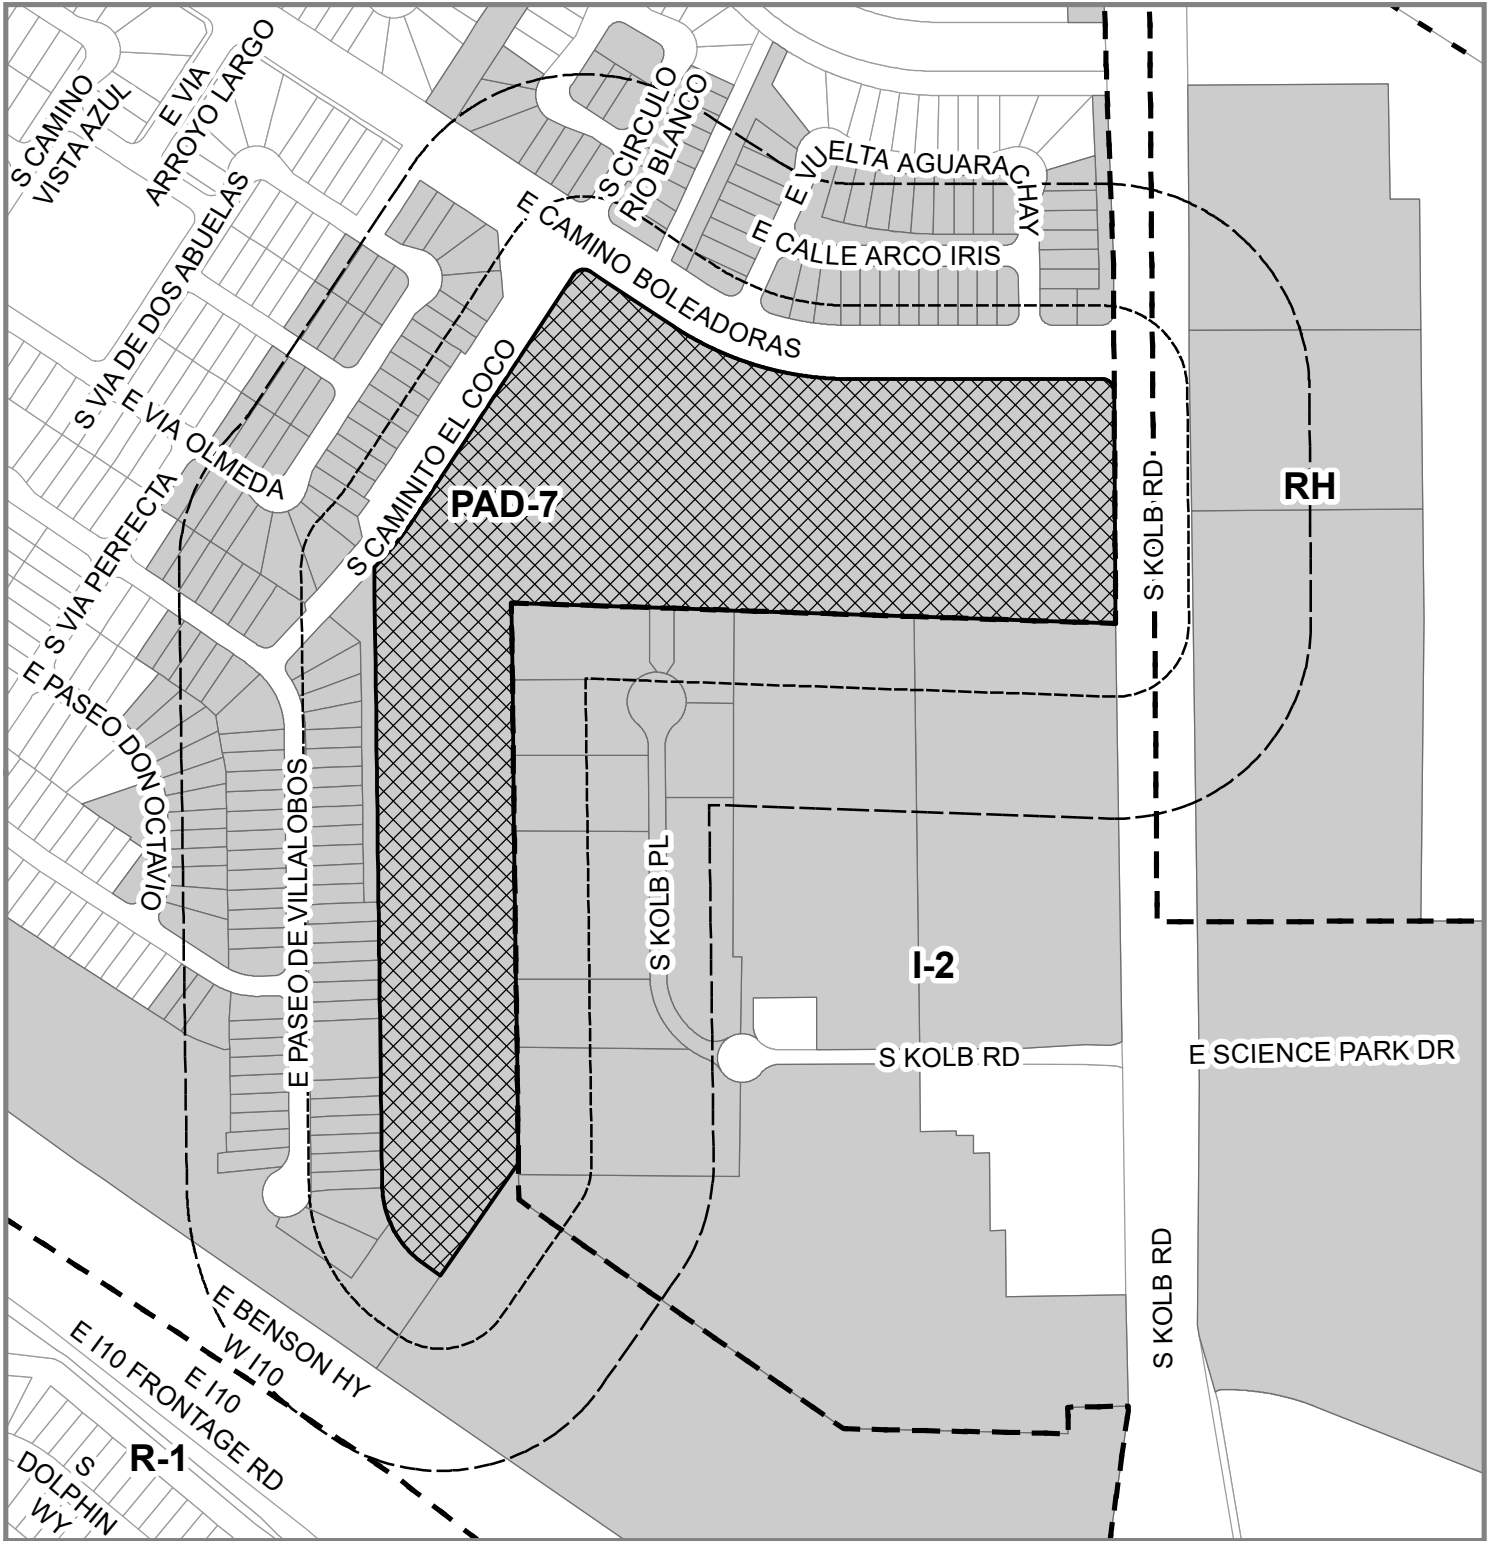 S CAMINO
VISTA AZUL
E VIA
ARROYO LARGO
S CIRCULO
RIO BLANCO
E VUELTA AGUARACHAY
E CALLE ARCO IRIS
E CAMINO BOLEADORAS
S VIA DE DOS ABUELAS
E VIA OLMEDA
S CAMINITO EL COCO
PAD-7
RH
S KOLB RD
S VIA PERFECTA
E PASEO DON OCTAVIO
E PASEO DE VILLALOBOS
S KOLB PL
I-2
S KOLB RD
E SCIENCE PARK DR
S KOLB RD
E BENSON HY
W I10
E I10
E I10 FRONTAGE RD
R-1
S
DOLPHIN
WY